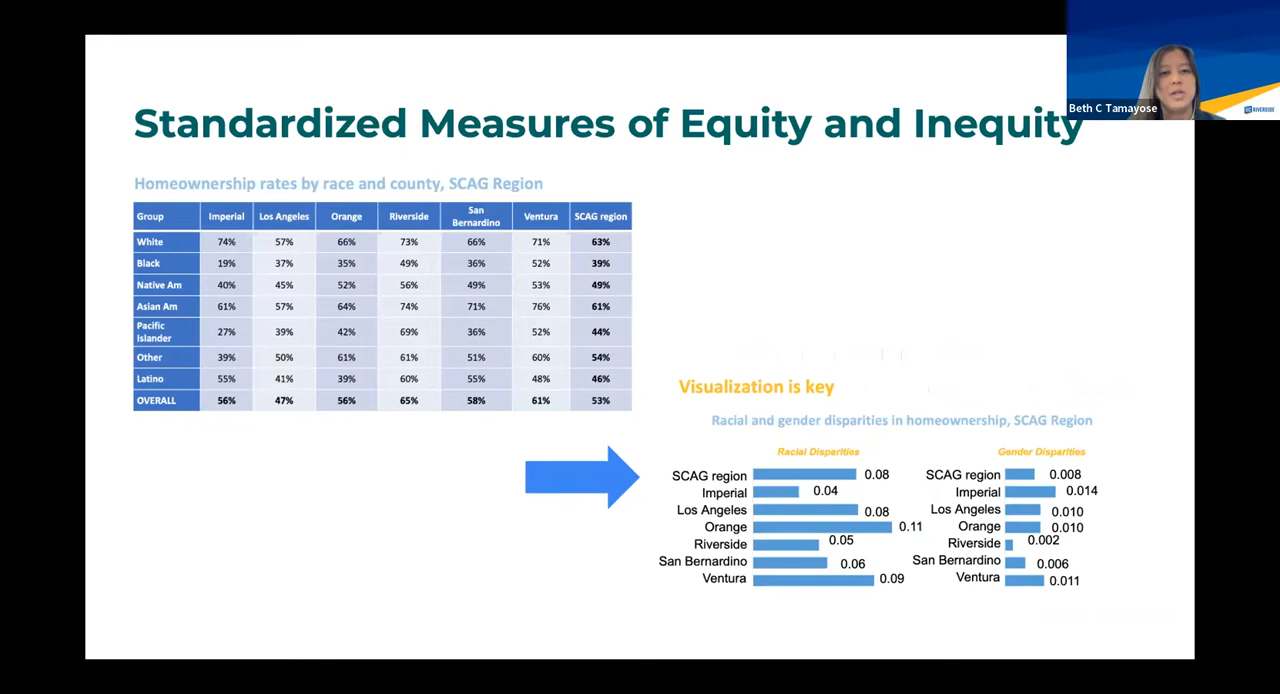 Beth C Tamayose
RIVERSIDE
Standardized Measures of Equity and Inequity
Homeownership rates by race and county, SCAG Region
Group Imperial Los Angeles Orange Riverside San Bernardino Ventura SCAG region
White 74% 57% 66% 73% 66% 71% 63%
Black 19% 37% 35% 49% 36% 52% 39%
Native Am 40% 45% 52% 56% 49% 53% 49%
Asian Am 61% 57% 64% 74% 71% 76% 61%
Pacific Islander 27% 39% 42% 69% 36% 52% 44%
Other 39% 50% 61% 61% 51% 60% 54%
Latino 55% 41% 39% 60% 55% 48% 46%
OVERALL 56% 47% 56% 65% 58% 61% 53%
Visualization is key
Racial and gender disparities in homeownership, SCAG Region
Racial Disparities
SCAG region 0.08
Imperial 0.04
Los Angeles 0.08
Orange 0.11
Riverside 0.05
San Bernardino 0.06
Ventura 0.09
Gender Disparities
SCAG region 0.008
Imperial 0.014
Los Angeles 0.010
Orange 0.010
Riverside 0.002
San Bernardino 0.006
Ventura 0.011